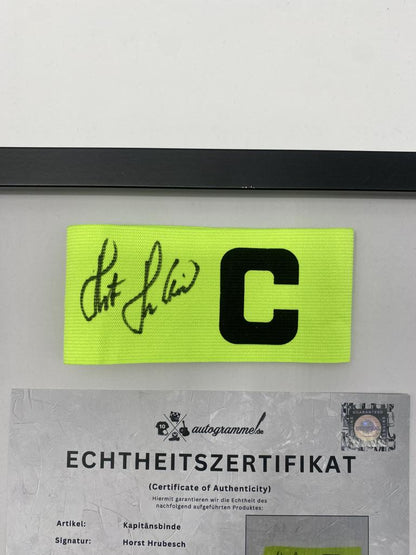 C
autogramme.de
ECHTHEITSZERTIFIKAT
(Certificate of Authenticity)
Hiermit garantieren wir die Echtheit des
nachfolgend aufgeführten Produktes:
Artikel: Kapitänsbinde
Signatur: Horst Hrubesch